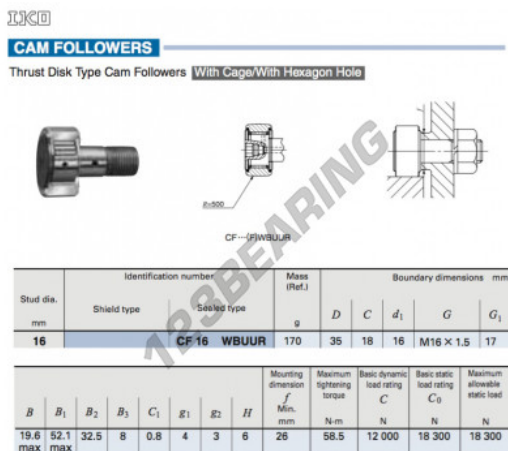 IKO
CAM FOLLOWERS
Thrust Disk Type Cam Followers With Cage/With Hexagon Hole
R=500
CF···(F)WBUUR
123BEARING
Stud dia. mm Identification number Mass (Ref.) g Boundary dimensions mm
Shield type Sealed type D C d1 G G1
16 CF 16 WBUUR 170 35 18 16 M16 × 1.5 17
B B1 B2 B3 C1 g1 g2 H Mounting dimension f Min. mm Maximum tightening torque N-m Basic dynamic load rating C N Basic static load rating C0 N Maximum allowable static load N
19.6 max 52.1 max 32.5 8 0.8 4 3 6 26 58.5 12 000 18 300 18 300